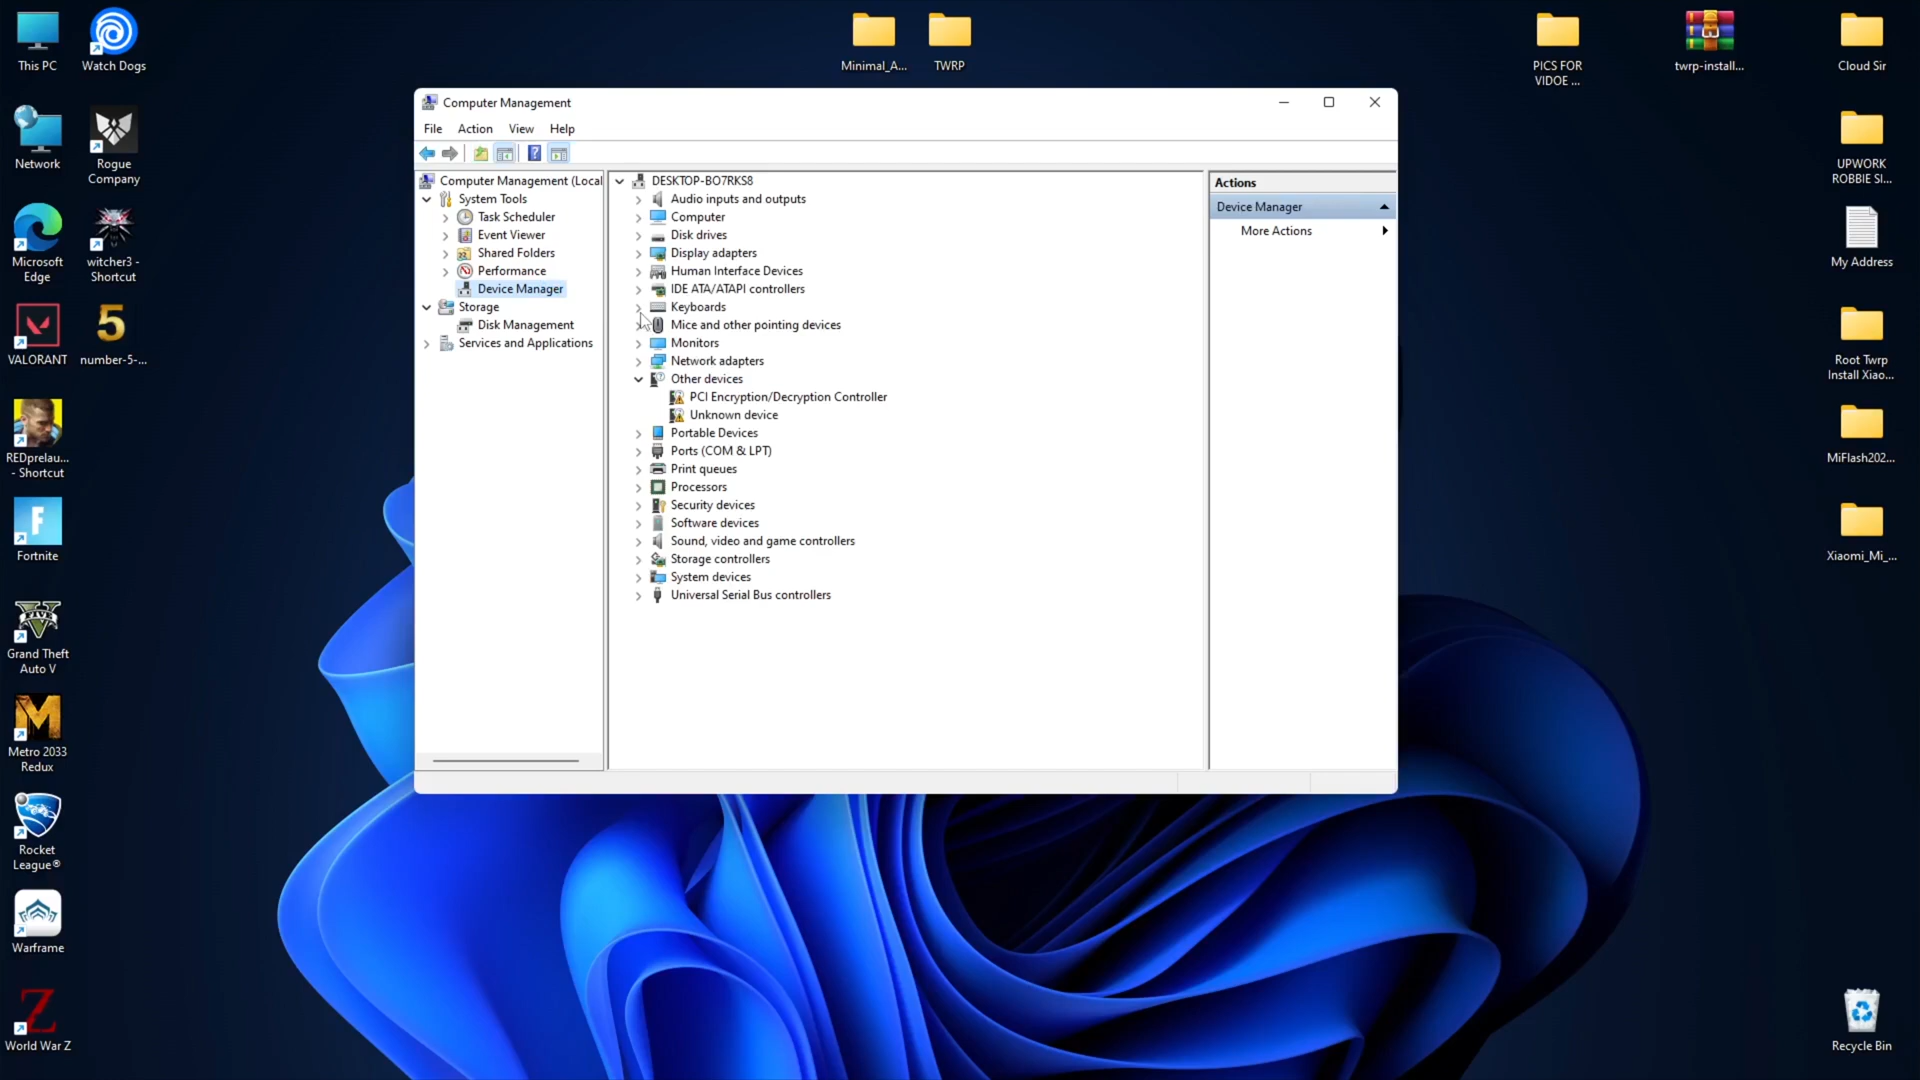 This PC
Watch Dogs
Network
Rogue
Company
Microsoft
Edge
witcher3 -
Shortcut
VALORANT
number-5-...
REDprelau...
- Shortcut
Fortnite
Grand Theft
Auto V
Metro 2033
Redux
Rocket
League®
Warframe
World War Z
Minimal_A...
TWRP
PICS FOR
VIDOE ...
twrp-install...
Cloud Sir
UPWORK
ROBBIE SI...
My Address
Root Twrp
Install Xiao...
MiFlash202...
Xiaomi_Mi_...
Recycle Bin
Computer Management
File Action View Help
Computer Management (Local
System Tools
Task Scheduler
Event Viewer
Shared Folders
Performance
Device Manager
Storage
Disk Management
Services and Applications
DESKTOP-BO7RKS8
Audio inputs and outputs
Computer
Disk drives
Display adapters
Human Interface Devices
IDE ATA/ATAPI controllers
Keyboards
Mice and other pointing devices
Monitors
Network adapters
Other devices
PCI Encryption/Decryption Controller
Unknown device
Portable Devices
Ports (COM & LPT)
Print queues
Processors
Security devices
Software devices
Sound, video and game controllers
Storage controllers
System devices
Universal Serial Bus controllers
Actions
Device Manager
More Actions